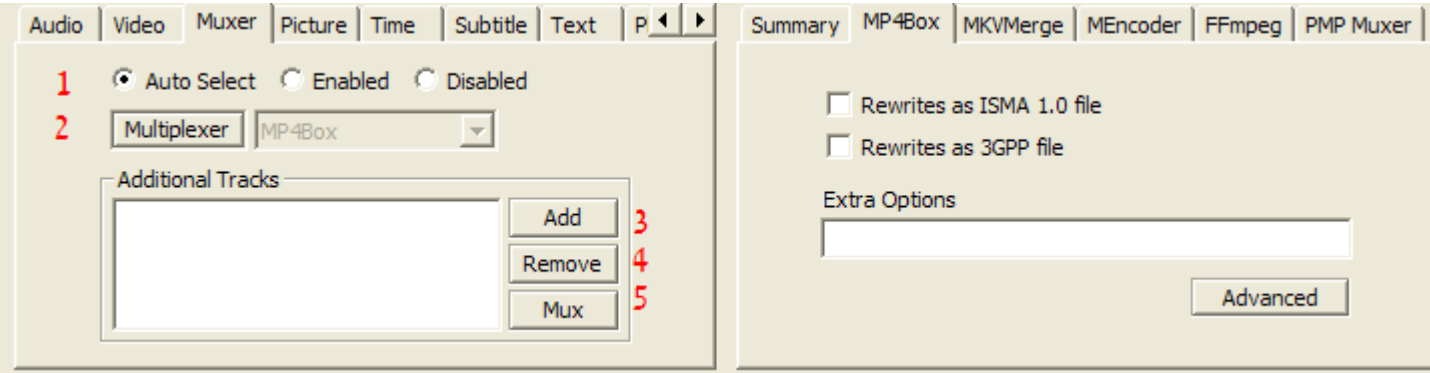 Audio Video Muxer Picture Time Subtitle Text P
1 Auto Select Enabled Disabled
2 Multiplexer MP4Box
Additional Tracks
Add 3
Remove 4
Mux 5
Summary MP4Box MKVMerge MEncoder FFmpeg PMP Muxer
Rewrites as ISMA 1.0 file
Rewrites as 3GPP file
Extra Options
Advanced